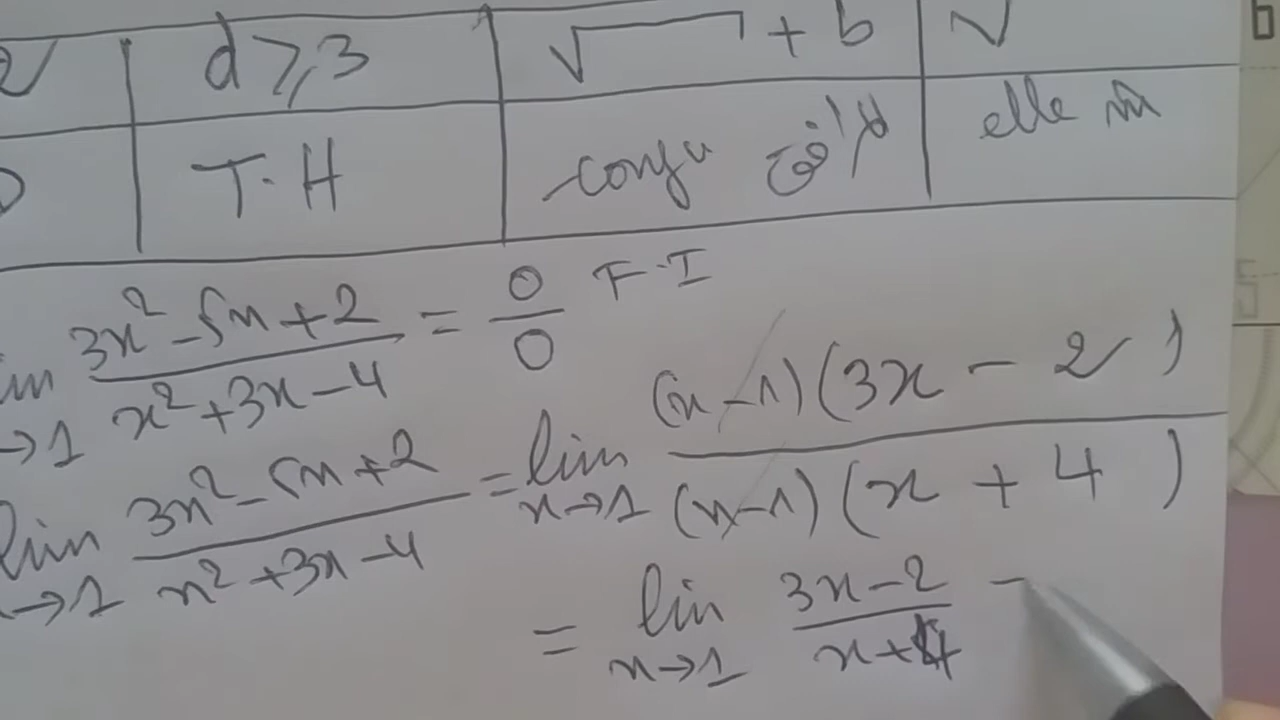 d ≥ 3 √ + b √
T.H conju مرافق elle m̂
3x² - 5x + 2 / x² + 3x - 4 = 0/0 F.I
→1
lim x→1 3x² - 5x + 2 / x² + 3x - 4 = lim x→1 (x - 1)(3x - 2) / (x - 1)(x + 4)
= lim x→1 3x - 2 / x + 4